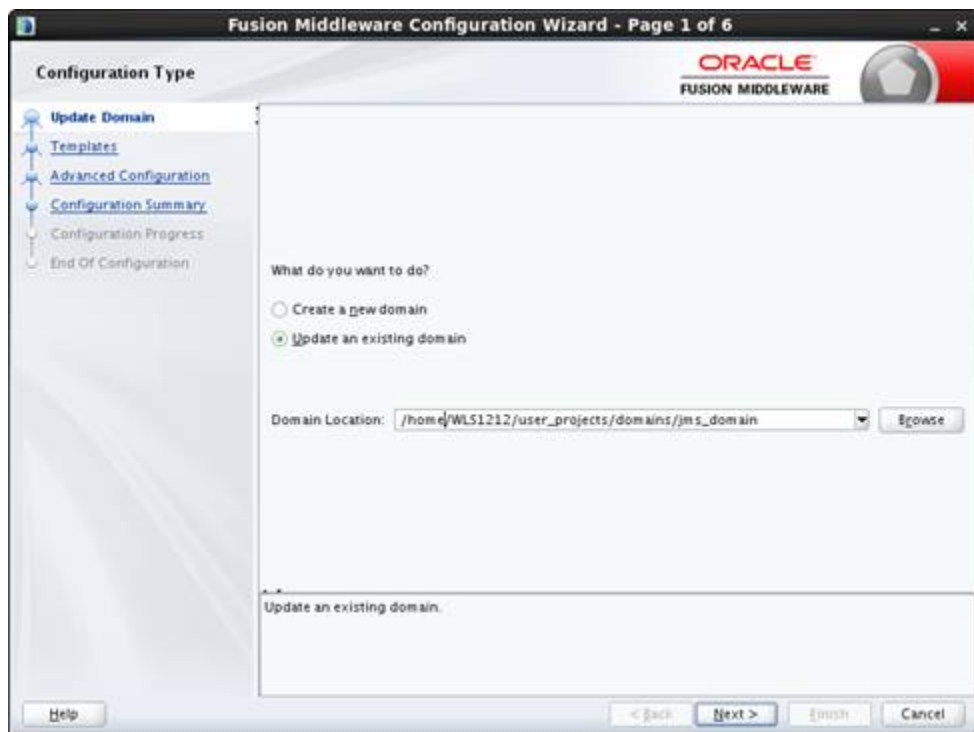 Fusion Middleware Configuration Wizard - Page 1 of 6
Configuration Type
ORACLE
FUSION MIDDLEWARE
Update Domain
Templates
Advanced Configuration
Configuration Summary
Configuration Progress
End Of Configuration
What do you want to do?
Create a new domain
Update an existing domain
Domain Location: /home/WLS1212/user_projects/domains/jms_domain Browse
Update an existing domain.
Help < Back Next > Finish Cancel